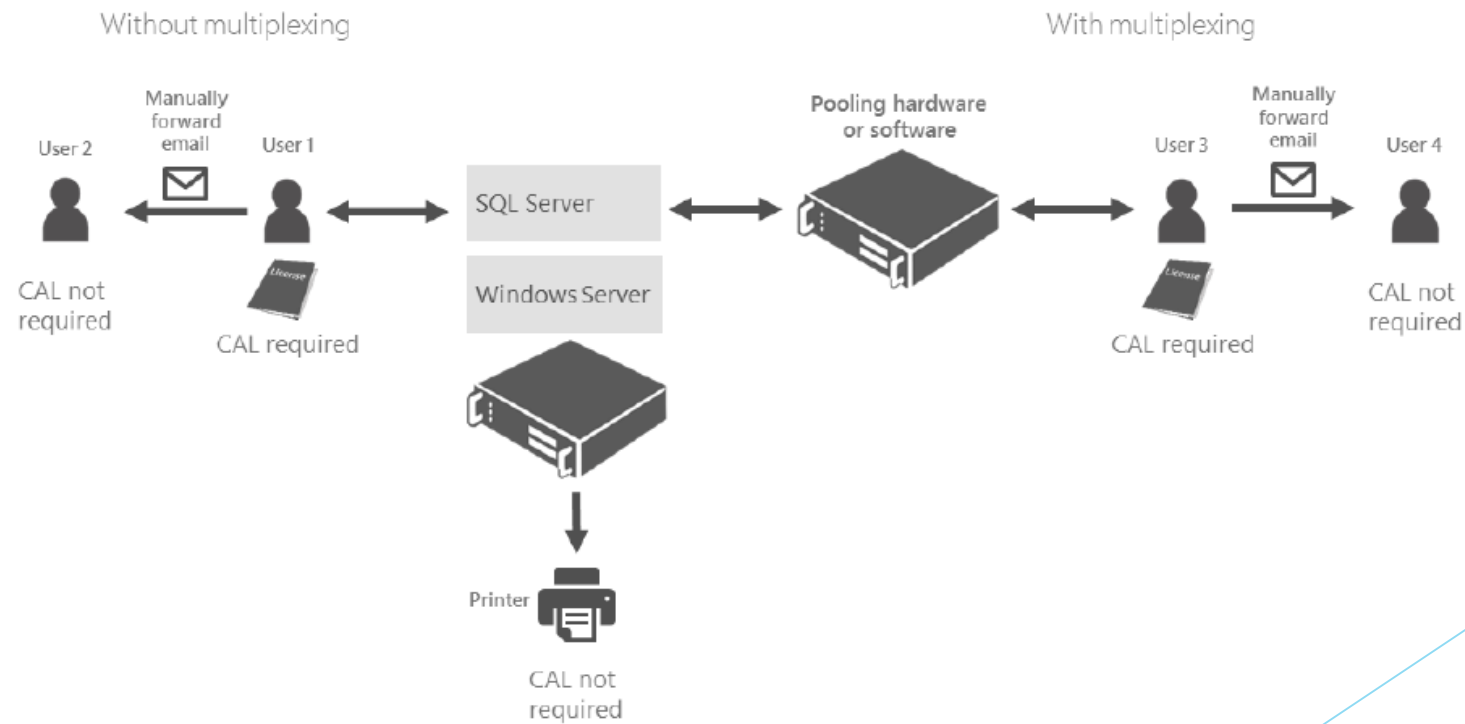 Without multiplexing
With multiplexing
Manually
forward
email
User 2
User 1
CAL not
required
License
CAL required
SQL Server
Windows Server
Pooling hardware
or software
User 3
Manually
forward
email
User 4
License
CAL required
CAL not
required
Printer
CAL not
required